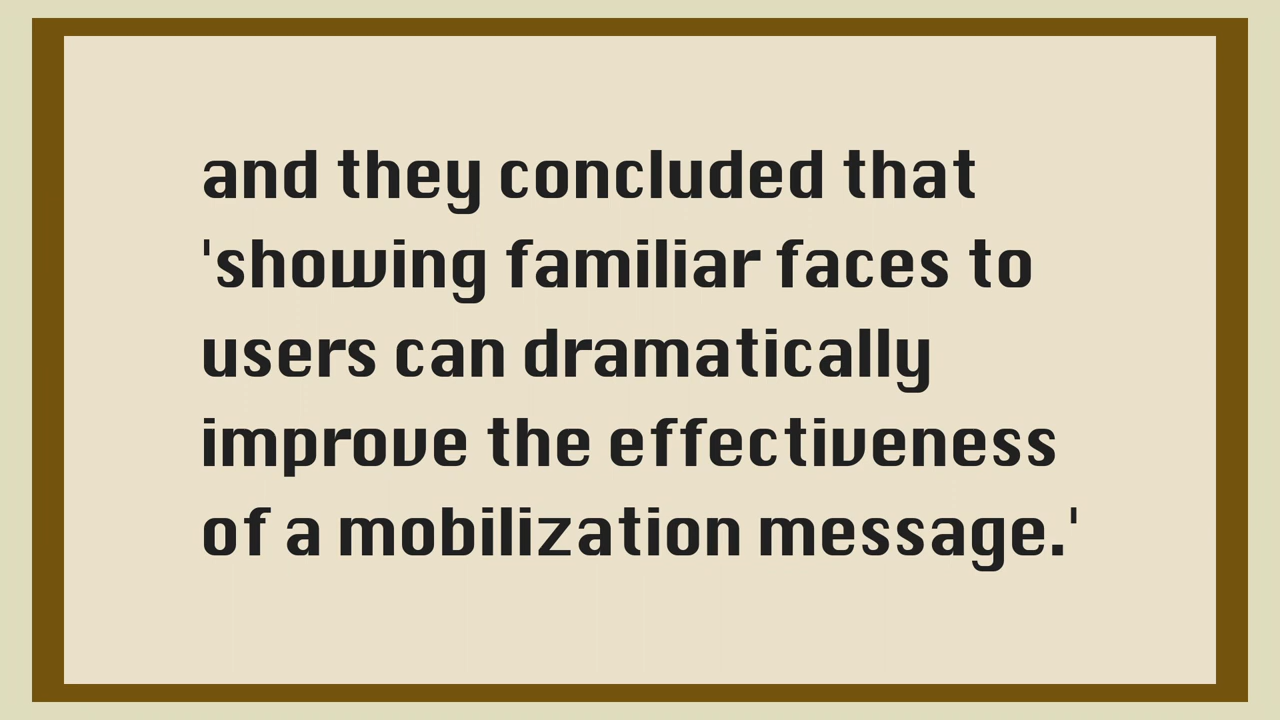 and they concluded that
'showing familiar faces to
users can dramatically
improve the effectiveness
of a mobilization message.'